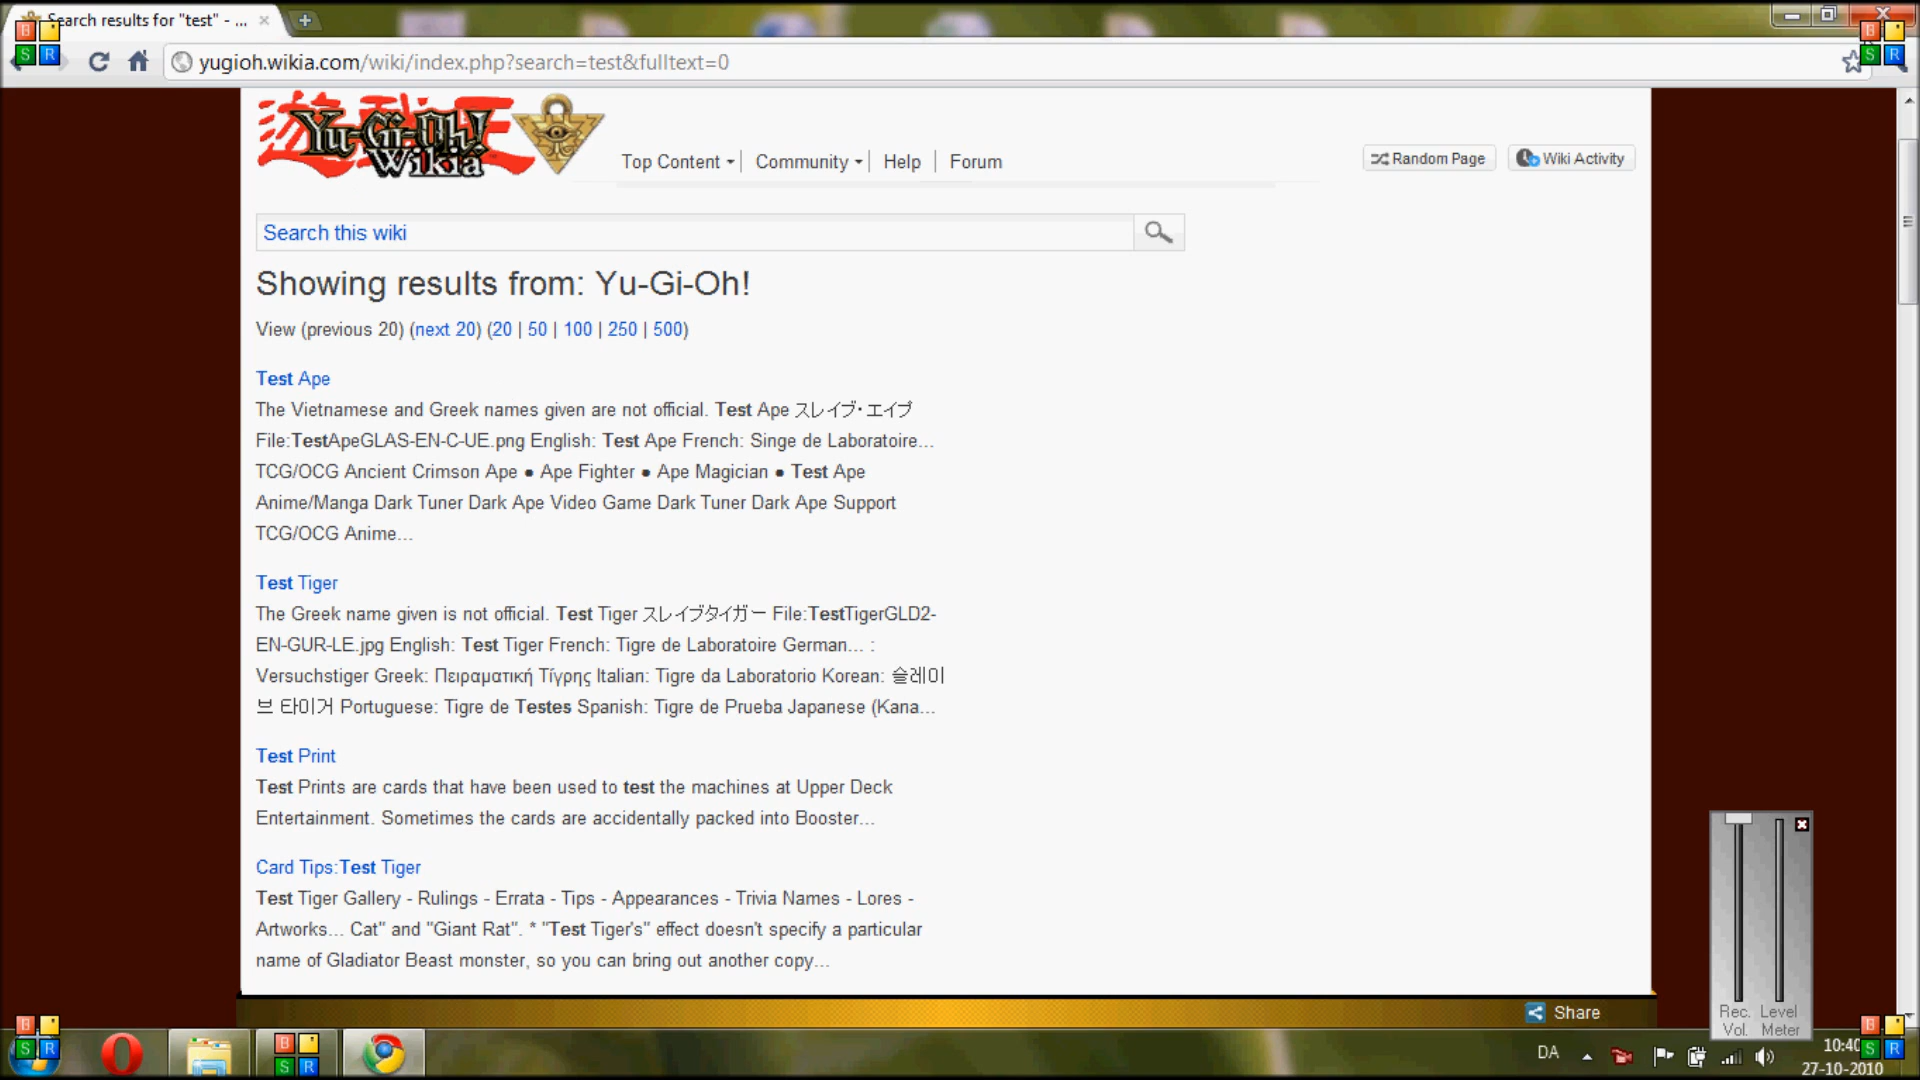 Search results for "test" - ...
yugioh.wikia.com/wiki/index.php?search=test&fulltext=0
遊戯王
Yu-Gi-Oh!
Wikia
Top Content
Community
Help
Forum
Random Page
Wiki Activity
Search this wiki
Showing results from: Yu-Gi-Oh!
View (previous 20) (next 20) (20 | 50 | 100 | 250 | 500)
Test Ape
The Vietnamese and Greek names given are not official. Test Ape スレイブ・エイプ
File:TestApeGLAS-EN-C-UE.png English: Test Ape French: Singe de Laboratoire...
TCG/OCG Ancient Crimson Ape ● Ape Fighter ● Ape Magician ● Test Ape
Anime/Manga Dark Tuner Dark Ape Video Game Dark Tuner Dark Ape Support
TCG/OCG Anime...
Test Tiger
The Greek name given is not official. Test Tiger スレイブタイガー File:TestTigerGLD2-
EN-GUR-LE.jpg English: Test Tiger French: Tigre de Laboratoire German... :
Versuchstiger Greek: Πειραματική Τίγρης Italian: Tigre da Laboratorio Korean: 슬레이
브 타이거 Portuguese: Tigre de Testes Spanish: Tigre de Prueba Japanese (Kana...
Test Print
Test Prints are cards that have been used to test the machines at Upper Deck
Entertainment. Sometimes the cards are accidentally packed into Booster...
Card Tips:Test Tiger
Test Tiger Gallery - Rulings - Errata - Tips - Appearances - Trivia Names - Lores -
Artworks... Cat" and "Giant Rat". * "Test Tiger's" effect doesn't specify a particular
name of Gladiator Beast monster, so you can bring out another copy...
Share
Rec. Level
Vol. Meter
B
S R
B
S R
B
S R
B
S R
B
S R
DA
10:40
27-10-2010